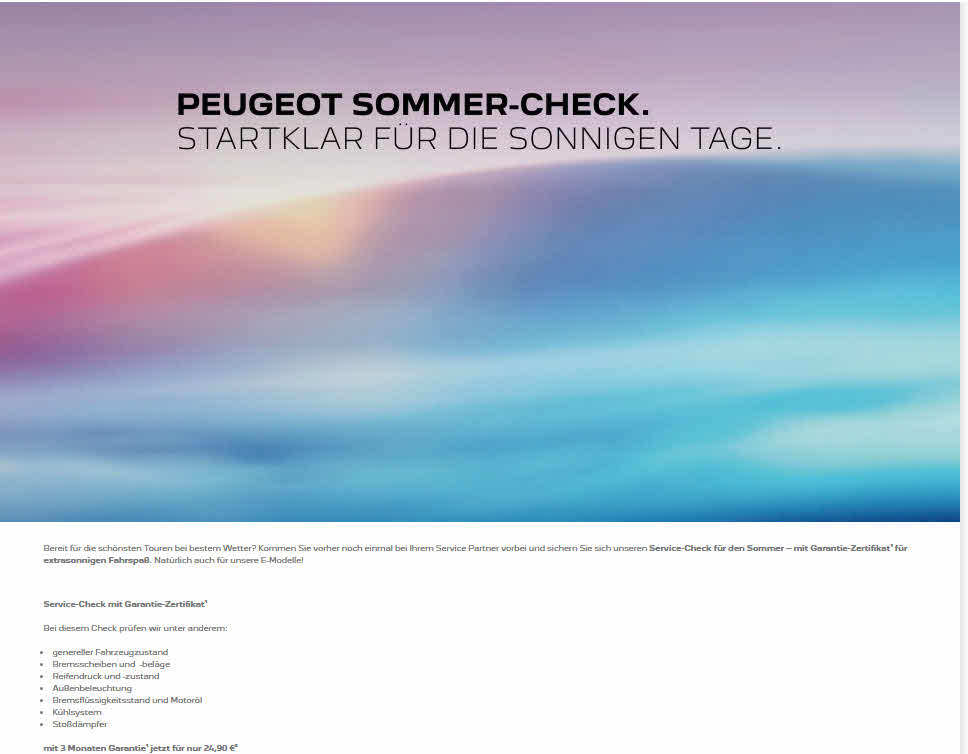 PEUGEOT SOMMER-CHECK.
STARTKLAR FÜR DIE SONNIGEN TAGE.
Bereit für die schönsten Touren bei bestem Wetter? Kommen Sie vorher noch einmal bei Ihrem Service Partner vorbei und sichern Sie sich unseren Service-Check für den Sommer – mit Garantie-Zertifikat¹ für
extrasonnigen Fahrspaß. Natürlich auch für unsere E-Modelle!
Service-Check mit Garantie-Zertifikat¹
Bei diesem Check prüfen wir unter anderem:
• genereller Fahrzeugzustand
• Bremsscheiben und -beläge
• Reifendruck und -zustand
• Außenbeleuchtung
• Bremsflüssigkeitsstand und Motoröl
• Kühlsystem
• Stoßdämpfer
mit 3 Monaten Garantie¹ jetzt für nur 24,90 €²